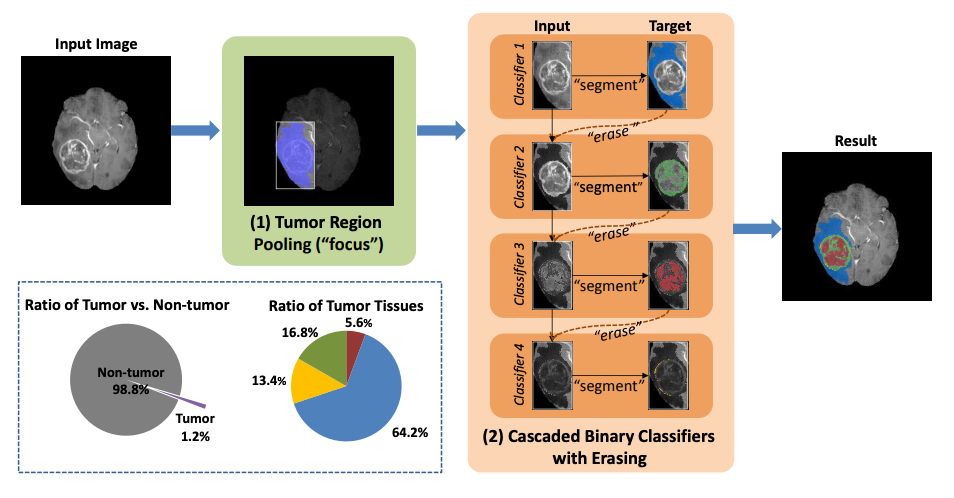 Input Image
(1) Tumor Region
Pooling (“focus”)
Ratio of Tumor vs. Non-tumor
Non-tumor
98.8%
Tumor
1.2%
Ratio of Tumor Tissues
5.6%
16.8%
13.4%
64.2%
Input
Target
Classifier 1
“segment”
“erase”
Classifier 2
“segment”
“erase”
Classifier 3
“segment”
“erase”
Classifier 4
“segment”
(2) Cascaded Binary Classifiers
with Erasing
Result